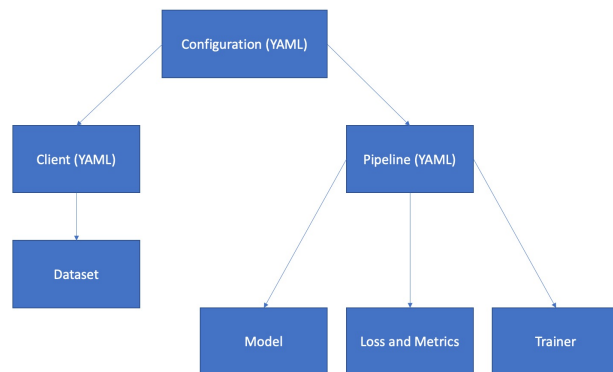 Configuration (YAML)
Client (YAML)
Pipeline (YAML)
Dataset
Model
Loss and Metrics
Trainer